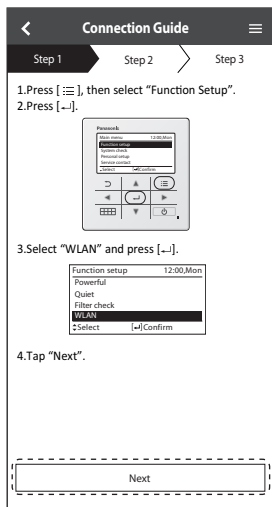 Connection Guide
Step 1
Step 2
Step 3
1.Press [ ], then select “Function Setup”.
2.Press [↵].
Panasonic
Main menu 12:00,Mon
Function setup
System check
Personal setup
Service contact
Select [↵]Confirm
3.Select “WLAN” and press [↵].
Function setup 12:00,Mon
Powerful
Quiet
Filter check
WLAN
Select [↵]Confirm
4.Tap “Next”.
Next